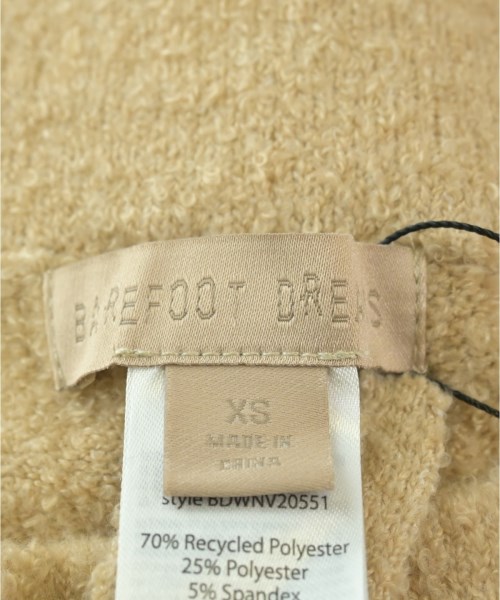 BAREFOOT DREAMS
XS
MADE IN
CHINA
style BDWNV20551
70% Recycled Polyester
25% Polyester
5% Spandex